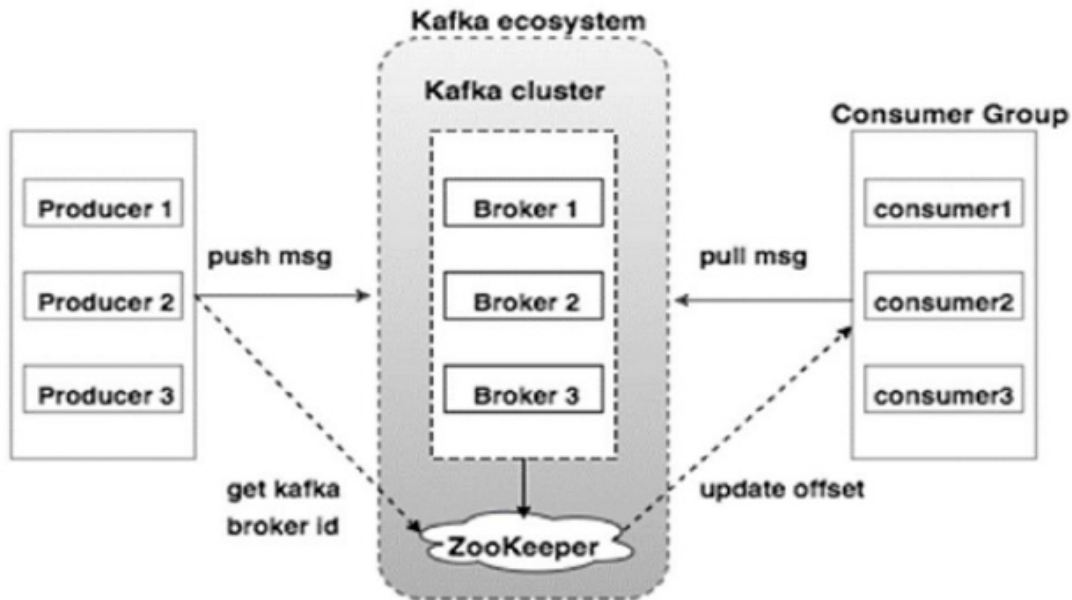 Kafka ecosystem
Kafka cluster
Consumer Group
Producer 1
Producer 2
Producer 3
push msg
Broker 1
Broker 2
Broker 3
pull msg
consumer1
consumer2
consumer3
get kafka
broker id
update offset
ZooKeeper